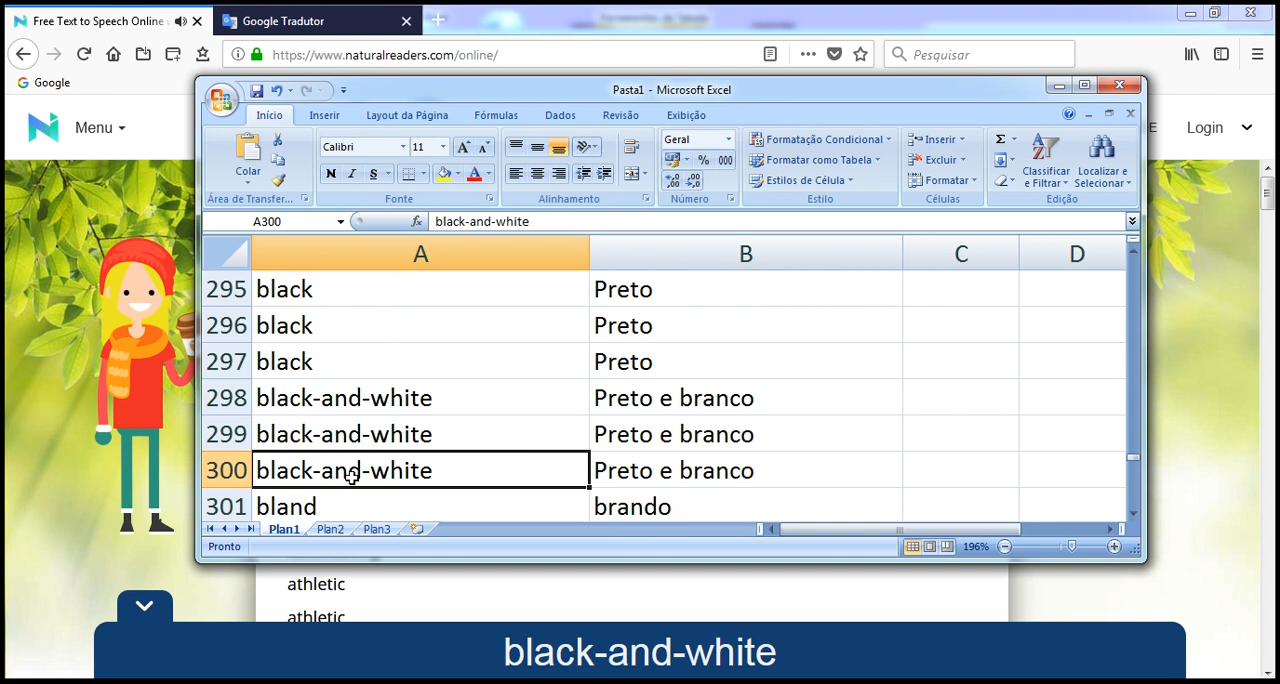 Free Text to Speech Online
Google Tradutor
https://www.naturalreaders.com/online/
Pesquisar
Google
Menu
E
Login
Pasta1 - Microsoft Excel
Início
Inserir
Layout da Página
Fórmulas
Dados
Revisão
Exibição
Colar
Área de Transfer...
Calibri
11
N I S
Fonte
Alinhamento
Geral
% 000
Número
Formatação Condicional
Formatar como Tabela
Estilos de Célula
Estilo
Inserir
Excluir
Formatar
Células
Classificar e Filtrar
Localizar e Selecionar
Edição
A300
fx
black-and-white
A B C D
295 black Preto
296 black Preto
297 black Preto
298 black-and-white Preto e branco
299 black-and-white Preto e branco
300 black-and-white Preto e branco
301 bland brando
Plan1 Plan2 Plan3
Pronto
196%
athletic
athletic
black-and-white